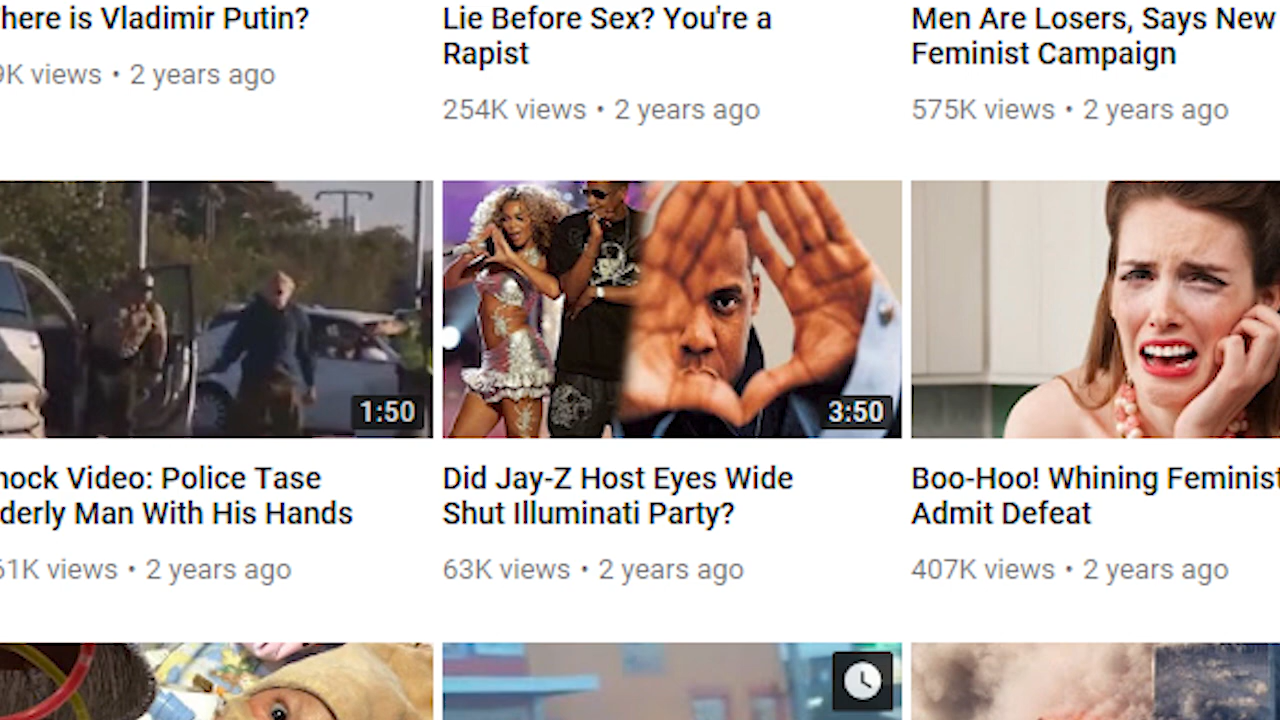 here is Vladimir Putin?
9K views • 2 years ago
Lie Before Sex? You're a
Rapist
254K views • 2 years ago
Men Are Losers, Says New
Feminist Campaign
575K views • 2 years ago
1:50
hock Video: Police Tase
derly Man With His Hands
61K views • 2 years ago
3:50
Did Jay-Z Host Eyes Wide
Shut Illuminati Party?
63K views • 2 years ago
Boo-Hoo! Whining Feminist
Admit Defeat
407K views • 2 years ago